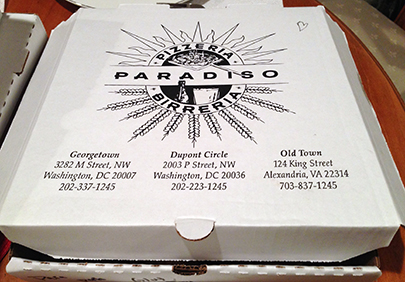 PIZZERIA
PARADISO
BIRRERIA
Georgetown
3282 M Street, NW
Washington, DC 20007
202-337-1245
Dupont Circle
2003 P Street, NW
Washington, DC 20036
202-223-1245
Old Town
124 King Street
Alexandria, VA 22314
703-837-1245